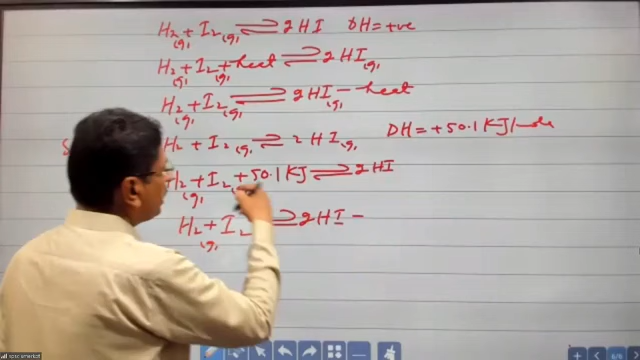 H2 + I2 ⇌ 2HI DH = +ve
(g) (g)
H2 + I2 + heat ⇌ 2HI
(g) (g) (g)
H2 + I2 ⇌ 2HI - heat
(g) (g) (g)
H2 + I2 (g) ⇌ 2HI (g) DH = +50.1 KJ/mole
H2 + I2 + 50.1 KJ ⇌ 2HI
(g)
H2 + I2 ⇌ 2HI -
(g)